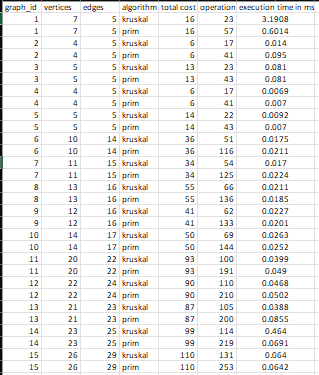 graph_id vertices edges algorithm total cost operation execution time in ms
1 7 5 kruskal 16 23 3.1908
1 7 5 prim 16 57 0.6014
2 4 5 kruskal 6 17 0.014
2 4 5 prim 6 41 0.095
3 5 5 kruskal 13 23 0.081
3 5 5 prim 13 43 0.081
4 4 5 kruskal 6 17 0.0069
4 4 5 prim 6 41 0.007
5 5 5 kruskal 14 22 0.0092
5 5 5 prim 14 43 0.007
6 10 14 kruskal 36 51 0.0175
6 10 14 prim 36 116 0.0211
7 11 15 kruskal 34 54 0.017
7 11 15 prim 34 125 0.0224
8 13 16 kruskal 55 66 0.0211
8 13 16 prim 55 136 0.0185
9 12 16 kruskal 41 62 0.0227
9 12 16 prim 41 133 0.0201
10 14 17 kruskal 50 69 0.0263
10 14 17 prim 50 144 0.0252
11 20 22 kruskal 93 100 0.0399
11 20 22 prim 93 191 0.049
12 22 24 kruskal 90 110 0.0468
12 22 24 prim 90 210 0.0502
13 21 23 kruskal 87 105 0.0388
13 21 23 prim 87 200 0.0855
14 23 25 kruskal 99 114 0.464
14 23 25 prim 99 219 0.0691
15 26 29 kruskal 110 131 0.064
15 26 29 prim 110 253 0.0642